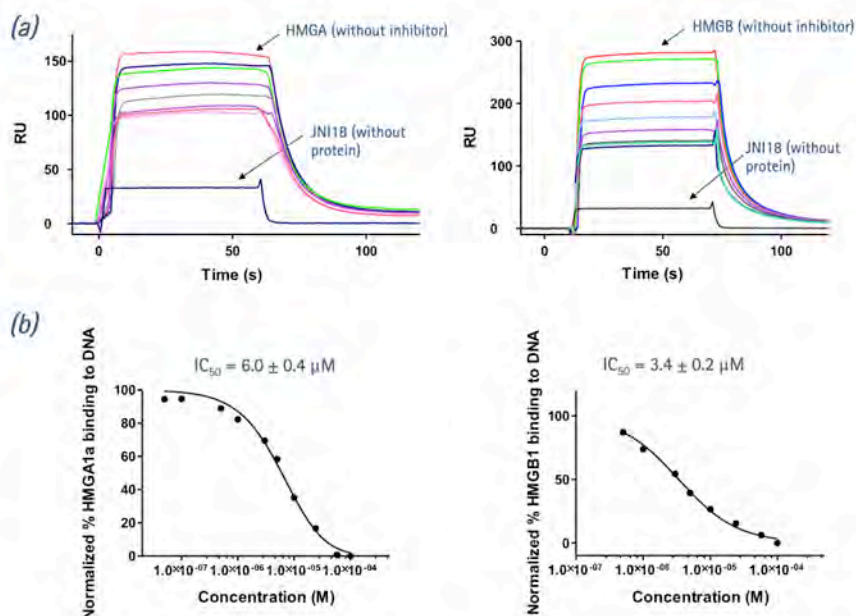 (a)
HMGA (without inhibitor)
JNI18 (without
protein)
RU
150
100
50
0
0
50
100
Time (s)
HMGB (without inhibitor)
JNI18 (without
protein)
RU
300
200
100
0
0
50
100
Time (s)
(b)
IC50 = 6.0 ± 0.4 µM
Normalized % HMGA1a binding to DNA
100
80
60
40
20
0
1.0×10-07
1.0×10-06
1.0×10-05
1.0×10-04
Concentration (M)
IC50 = 3.4 ± 0.2 µM
Normalized % HMGB1 binding to DNA
100
50
0
1.0×10-07
1.0×10-06
1.0×10-05
1.0×10-04
Concentration (M)